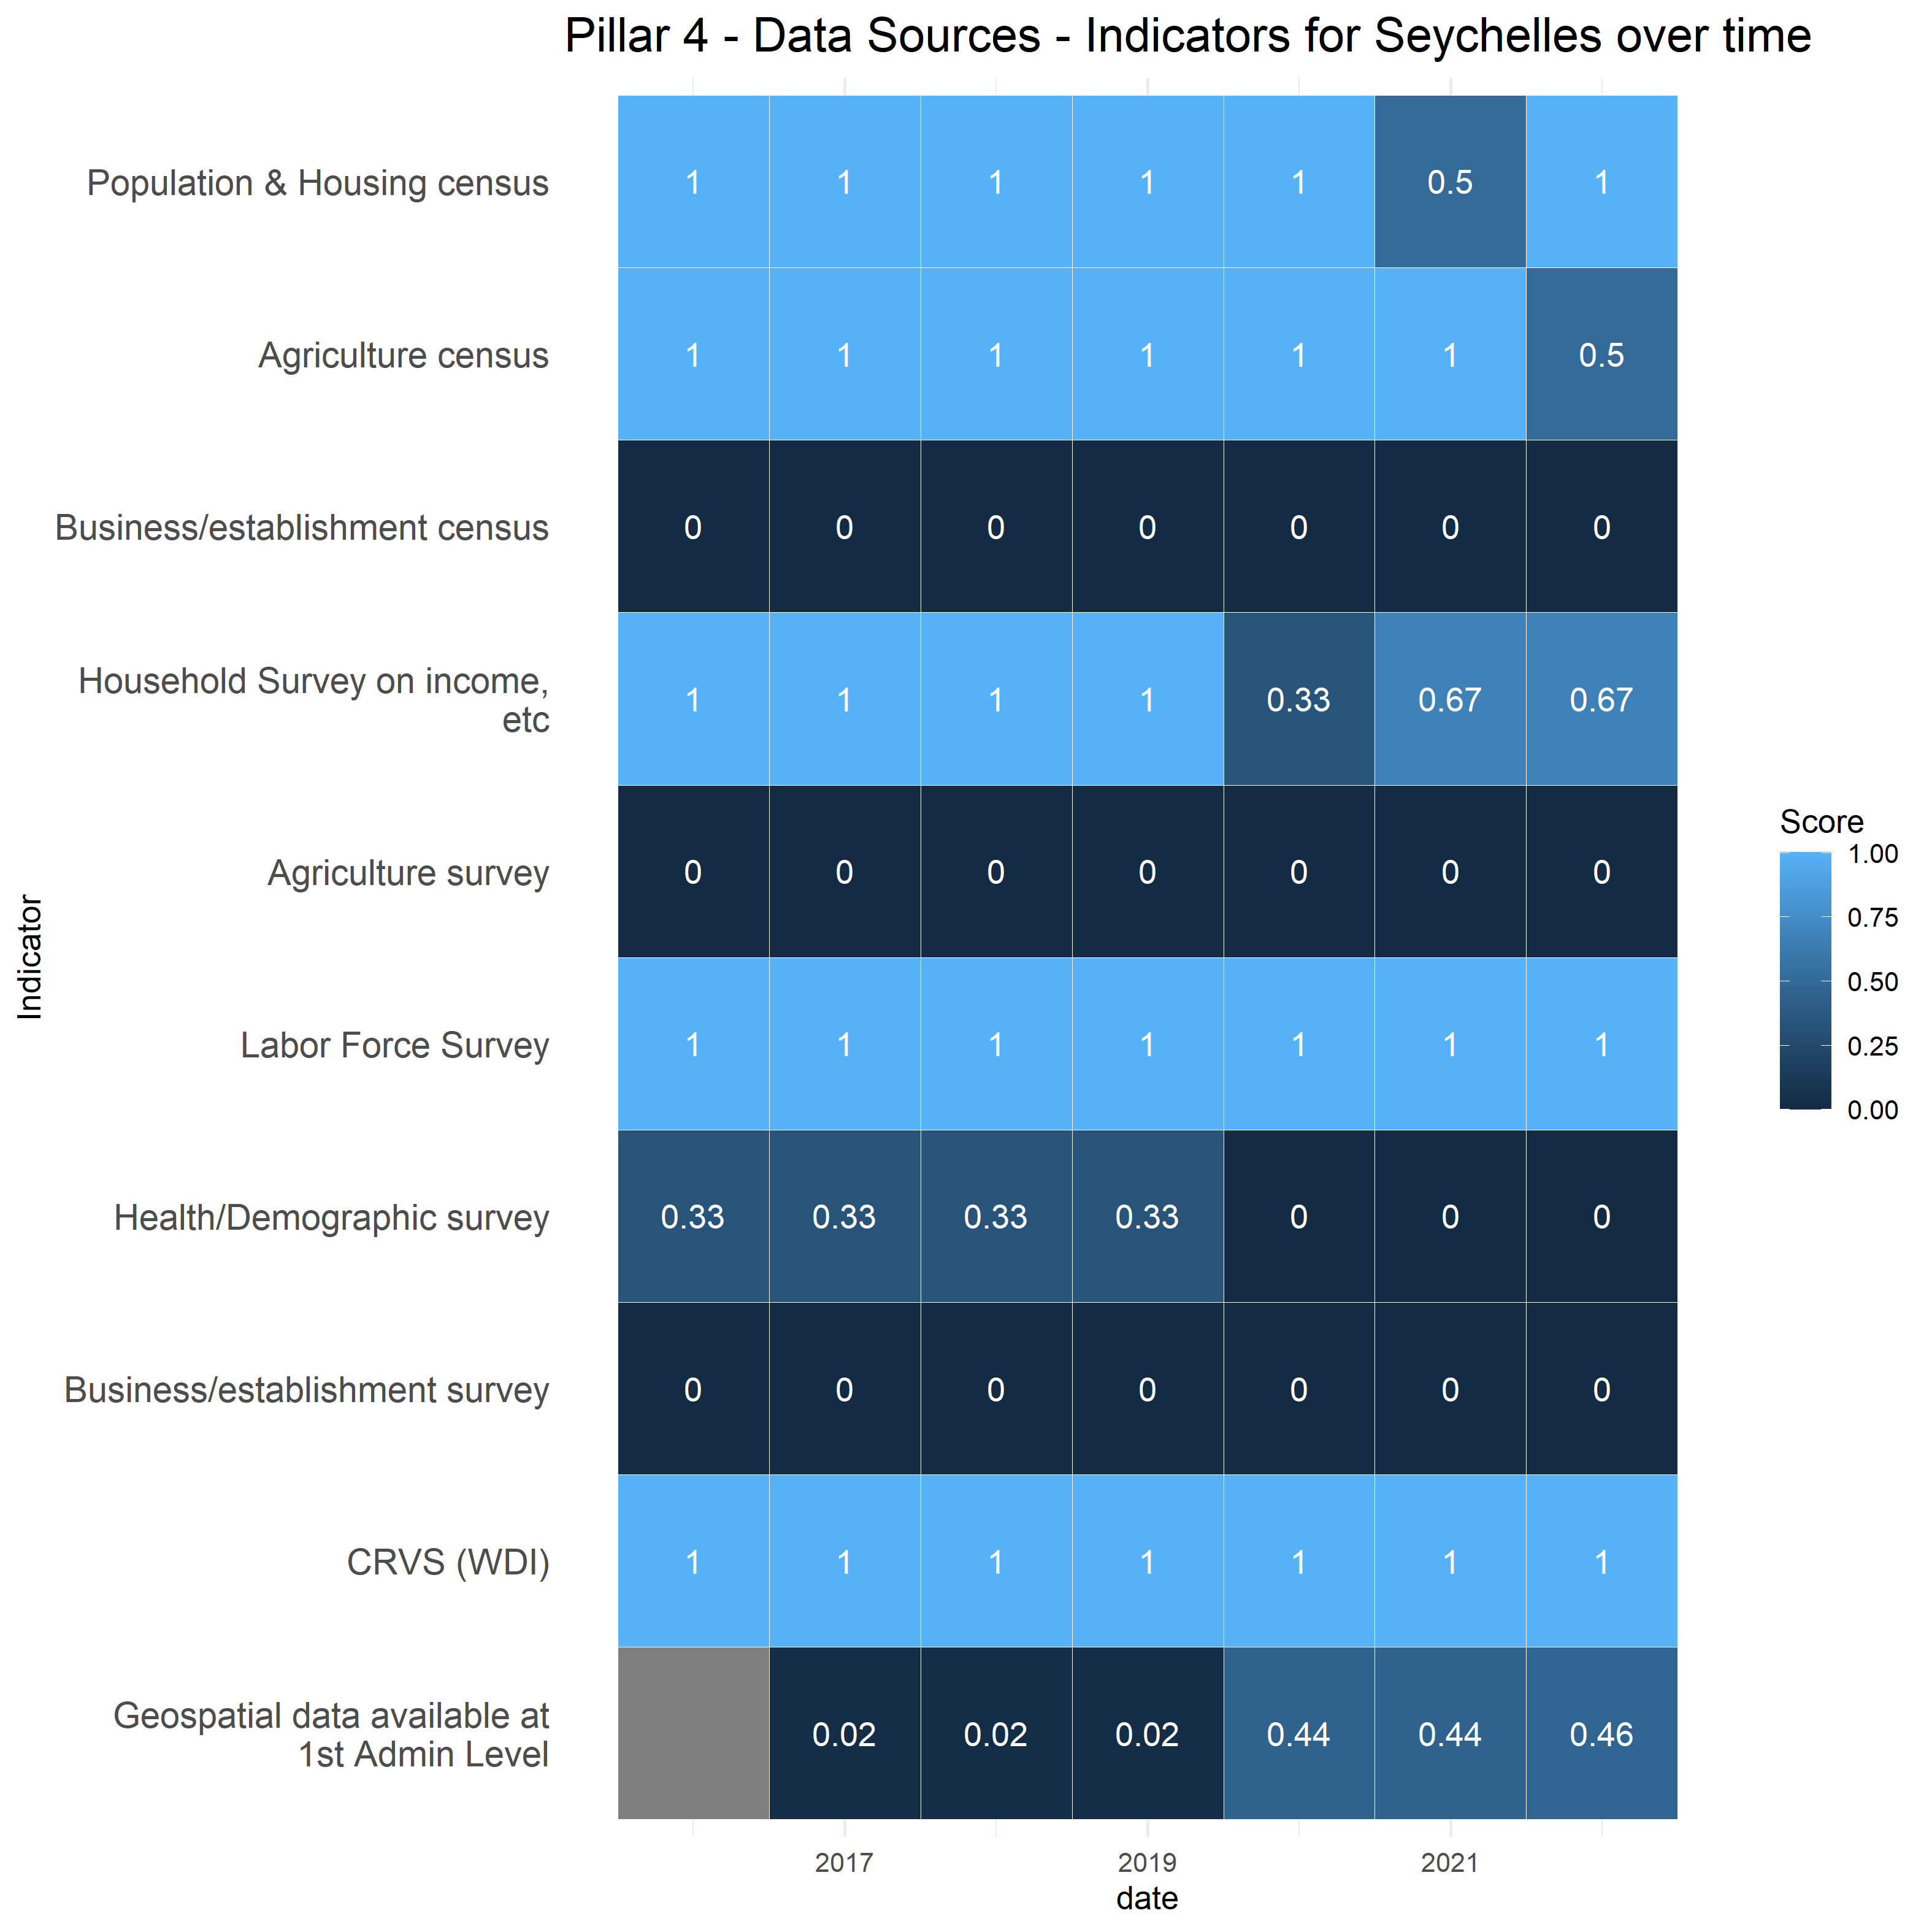 Pillar 4 - Data Sources - Indicators for Seychelles over time
Population & Housing census
1 1 1 1 1 0.5 1
Agriculture census
1 1 1 1 1 1 0.5
Business/establishment census
0 0 0 0 0 0 0
Household Survey on income,
etc
1 1 1 1 0.33 0.67 0.67
Agriculture survey
0 0 0 0 0 0 0
Labor Force Survey
1 1 1 1 1 1 1
Health/Demographic survey
0.33 0.33 0.33 0.33 0 0 0
Business/establishment survey
0 0 0 0 0 0 0
CRVS (WDI)
1 1 1 1 1 1 1
Geospatial data available at
1st Admin Level
0.02 0.02 0.02 0.44 0.44 0.46
2017 2019 2021
date
Indicator
Score
1.00
0.75
0.50
0.25
0.00